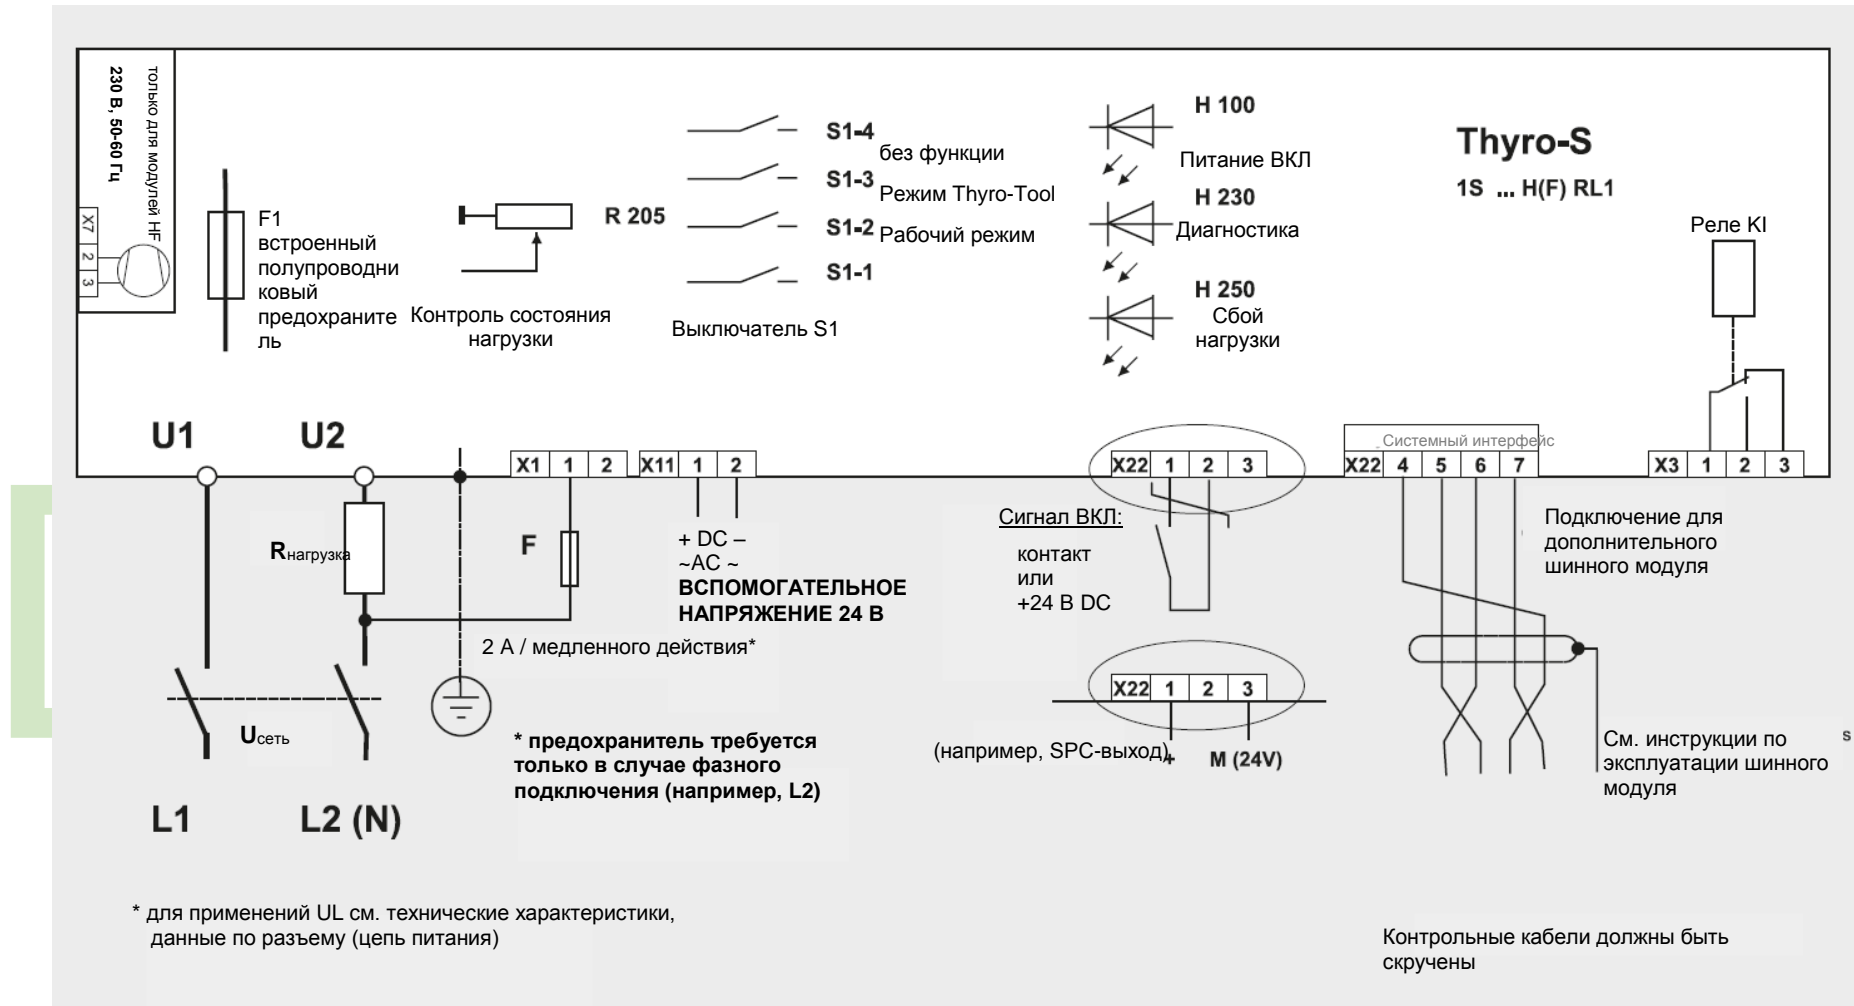 только для модулей HF
230 В, 50-60 Гц
X7
2
3
F1
встроенный
полупроводни
ковый
предохраните
ль
R 205
Контроль состояния
нагрузки
S1-4
без функции
S1-3
Режим Thyro-Tool
S1-2
Рабочий режим
S1-1
Выключатель S1
H 100
Питание ВКЛ
H 230
Диагностика
H 250
Сбой
нагрузки
Thyro-S
1S ... H(F) RL1
Реле KI
U1
U2
X1 1 2
X11 1 2
X22 1 2 3
Системный интерфейс
X22 4 5 6 7
X3 1 2 3
Rнагрузка
F
+ DC –
~AC ~
ВСПОМОГАТЕЛЬНОЕ
НАПРЯЖЕНИЕ 24 В
2 А / медленного действия*
Сигнал ВКЛ:
контакт
или
+24 В DC
Подключение для
дополнительного
шинного модуля
X22 1 2 3
(например, SPC-выход)
+
M (24V)
Uсеть
* предохранитель требуется
только в случае фазного
подключения (например, L2)
См. инструкции по
эксплуатации шинного
модуля
s
L1
L2 (N)
* для применений UL см. технические характеристики,
данные по разъему (цепь питания)
Контрольные кабели должны быть
скручены